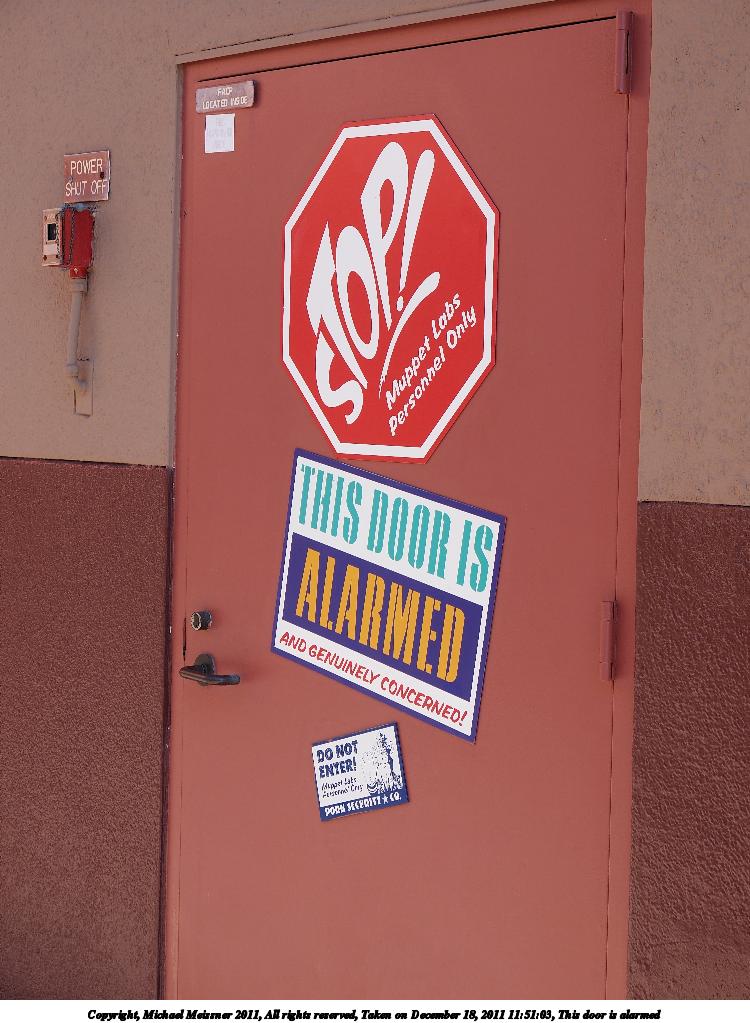 FACP
LOCATED INSIDE
POWER
SHUT OFF
STOP!
Muppet Labs
Personnel Only
THIS DOOR IS
ALARMED
AND GENUINELY CONCERNED!
DO NOT
ENTER!
Muppet Labs
Personnel Only
SECURITY ★ CO.
Copyright, Michael Meissner 2011, All rights reserved, Taken on December 18, 2011 11:51:03, This door is alarmed